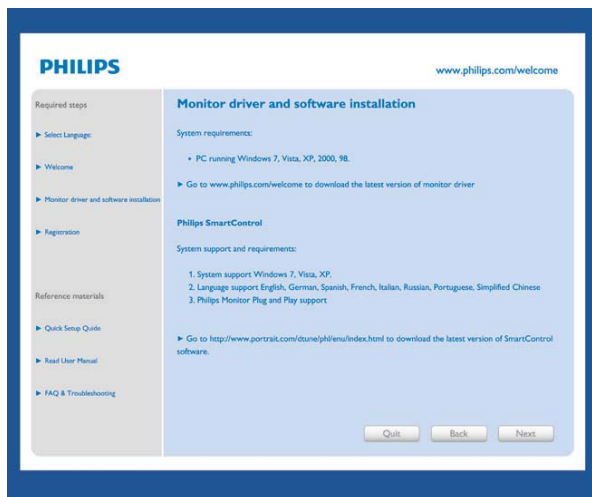 PHILIPS
www.philips.com/welcome
Required steps
► Select Language:
► Welcome
► Monitor driver and software installation
► Registration
Reference materials
► Quick Setup Quide
► Read User Manual
► FAQ & Troubleshooting
Monitor driver and software installation
System requirements:
• PC running Windows 7, Vista, XP, 2000, 98.
► Go to www.philips.com/welcome to download the latest version of monitor driver
Philips SmartControl
System support and requirements:
1. System support Windows 7, Vista, XP.
2. Language support English, German, Spanish, French, Italian, Russian, Portuguese, Simplified Chinese
3. Philips Monitor Plug and Play support
► Go to http://www.portrait.com/dtune/phl/enu/index.html to download the latest version of SmartControl
software.
Quit
Back
Next